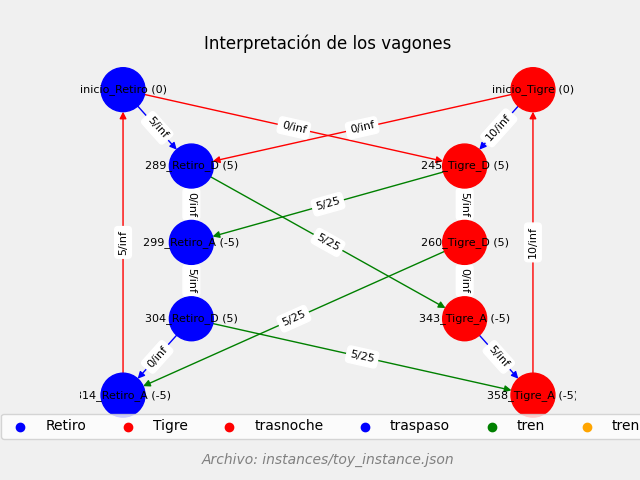 Interpretación de los vagones
inicio_Retiro (0)
inicio_Tigre (0)
5/inf
0/inf
0/inf
10/inf
289_Retiro_D (5)
245_Tigre_D (5)
0/inf
5/25
5/inf
299_Retiro_A (-5)
5/25
260_Tigre_D (5)
5/inf
10/inf
5/inf
0/inf
304_Retiro_D (5)
5/25
343_Tigre_A (-5)
0/inf
5/25
5/inf
14_Retiro_A (-5)
358_Tigre_A (-5)
Retiro
Tigre
trasnoche
traspaso
tren
tren
Archivo: instances/toy_instance.json